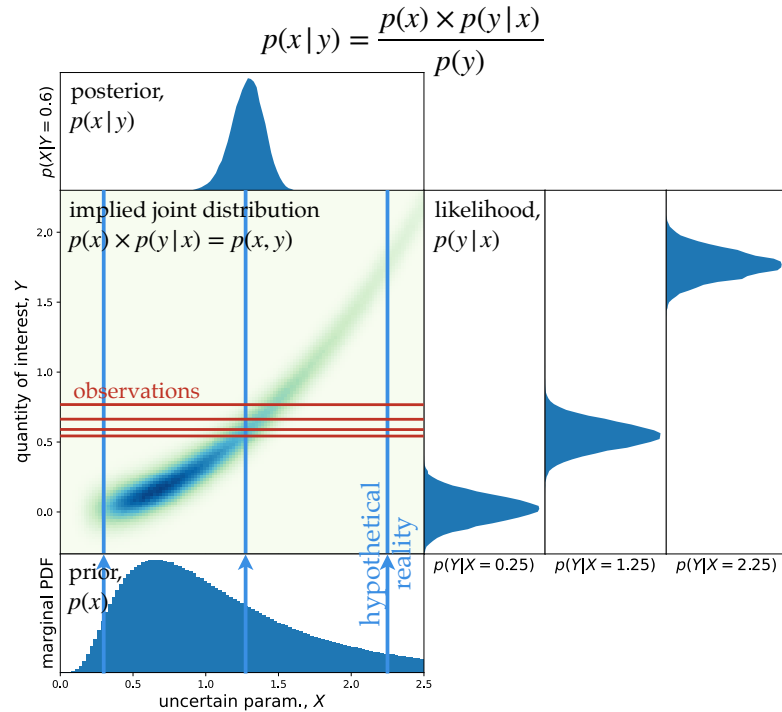 p(x|y) = p(x) × p(y|x) / p(y)
p(X|Y = 0.6)
posterior,
p(x|y)
implied joint distribution
p(x) × p(y|x) = p(x, y)
likelihood,
p(y|x)
quantity of interest, Y
2.0
1.5
1.0
0.5
0.0
observations
hypothetical
reality
p(Y|X = 0.25)
p(Y|X = 1.25)
p(Y|X = 2.25)
marginal PDF
prior,
p(x)
0.0
0.5
1.0
1.5
2.0
2.5
uncertain param., X